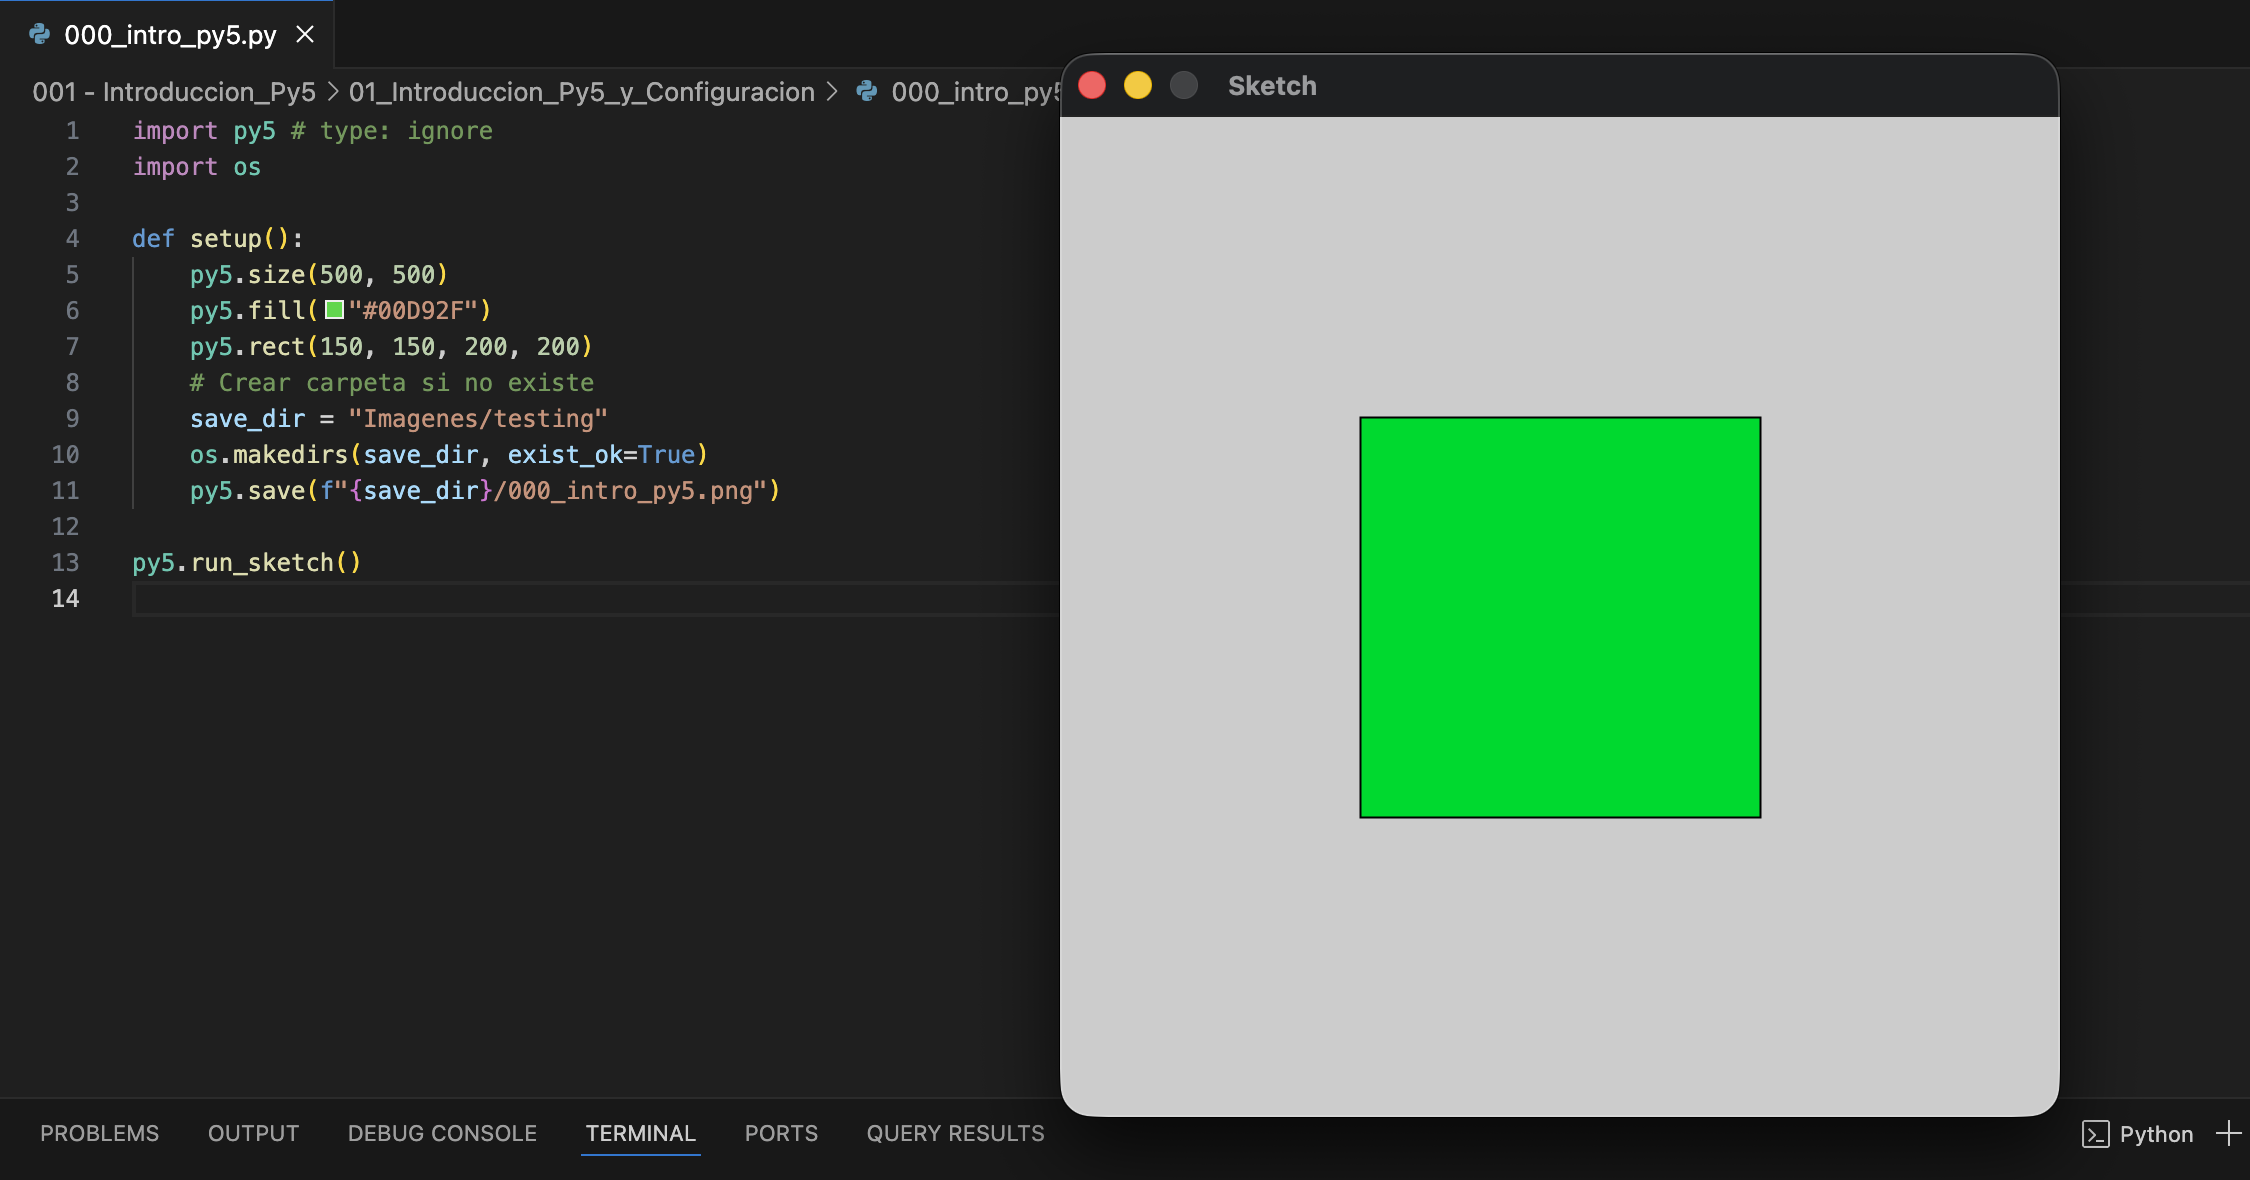 000_intro_py5.py
001 - Introduccion_Py5 > 01_Introduccion_Py5_y_Configuracion > 000_intro_py5
Sketch
1 import py5 # type: ignore
2 import os
3
4 def setup():
5     py5.size(500, 500)
6     py5.fill("#00D92F")
7     py5.rect(150, 150, 200, 200)
8     # Crear carpeta si no existe
9     save_dir = "Imagenes/testing"
10     os.makedirs(save_dir, exist_ok=True)
11     py5.save(f"{save_dir}/000_intro_py5.png")
12
13 py5.run_sketch()
14
PROBLEMS OUTPUT DEBUG CONSOLE TERMINAL PORTS QUERY RESULTS Python